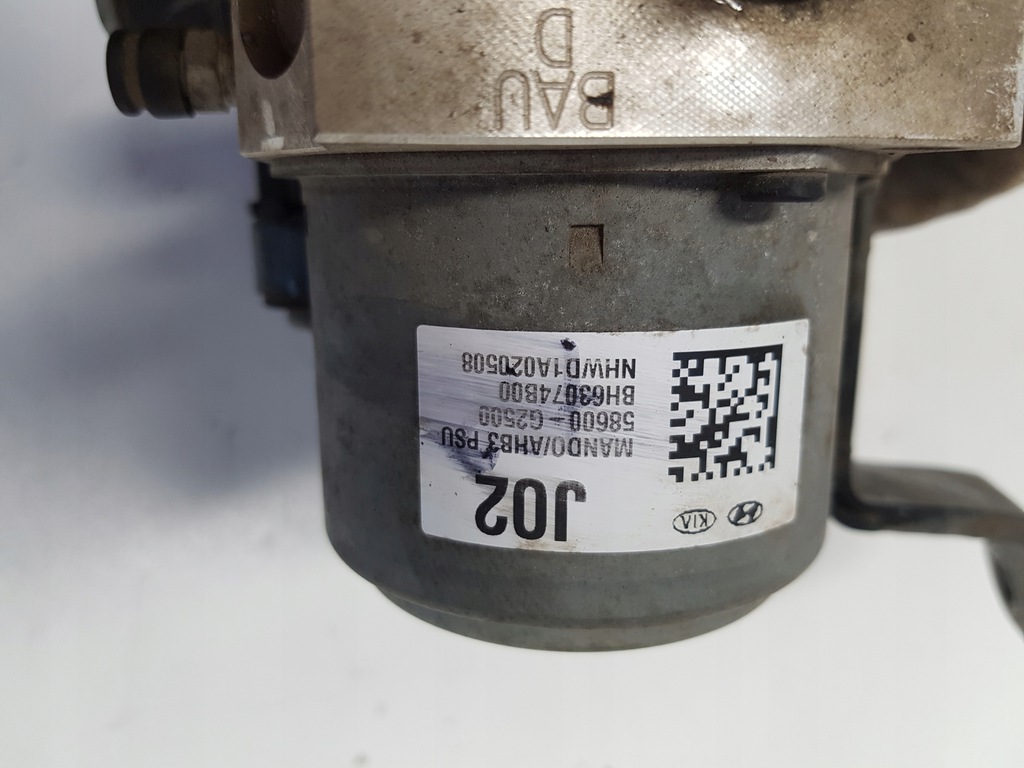 J02
MANDO/AHB3 PSU
58600 - G2500
BH63074B00
NHWD1A020508
KIA
BAU
D